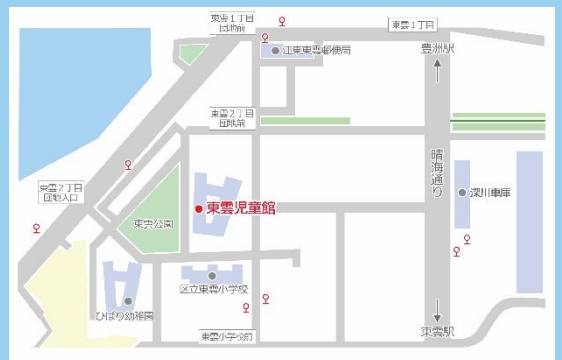 東雲１丁目
団地前
東雲１丁目
江東東雲郵便局
豊洲駅
東雲２丁目
団地前
晴海通り
東雲２丁目
団地入口
深川車庫
東雲児童館
東雲公園
区立東雲小学校
ひばり幼稚園
東雲小学校前
東雲駅